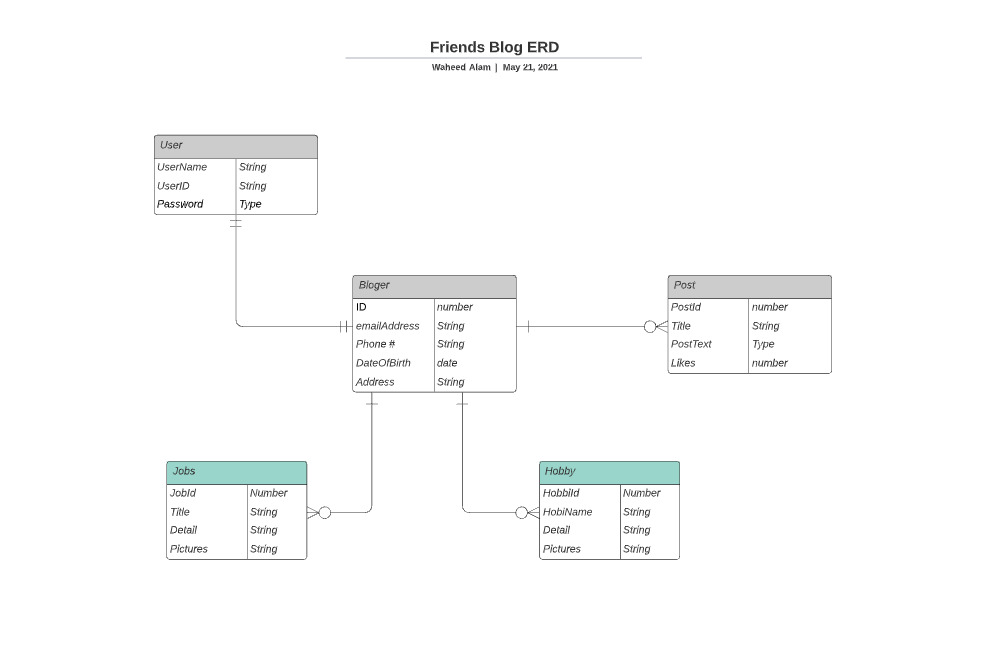 Friends Blog ERD
Waheed Alam | May 21, 2021
User
UserName String
UserID String
Password Type
Bloger
ID number
emailAddress String
Phone # String
DateOfBirth date
Address String
Post
PostId number
Title String
PostText Type
Likes number
Jobs
JobId Number
Title String
Detail String
Pictures String
Hobby
HobbiId Number
HobiName String
Detail String
Pictures String